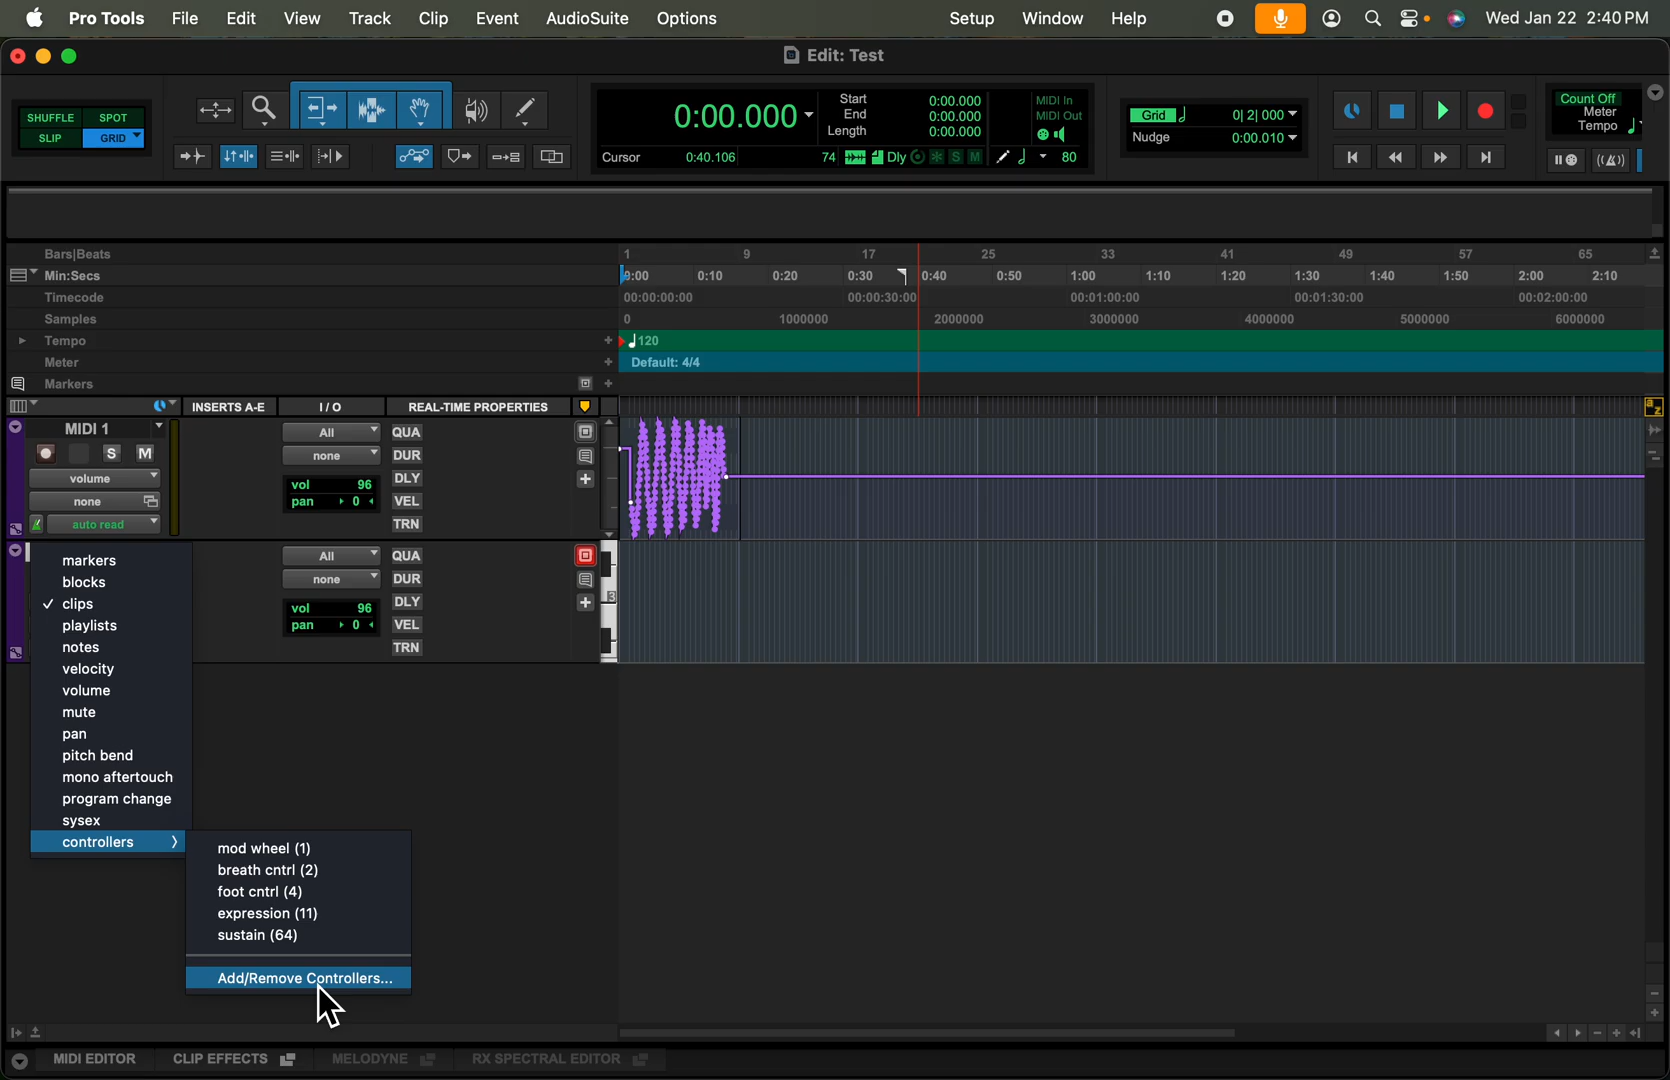 Pro Tools File Edit View Track Clip Event AudioSuite Options Setup Window Help Wed Jan 22 2:40 PM
Edit: Test
SHUFFLE SPOT
SLIP GRID
0:00.000
Start 0:00.000
End 0:00.000
Length 0:00.000
Cursor 0:40.106 74 Dly S M 80
MIDI In
MIDI Out
Grid 0| 2| 000
Nudge 0:00.010
Count Off
Meter
Tempo
Bars|Beats 1 9 17 25 33 41 49 57 65
Min:Secs 0:00 0:10 0:20 0:30 0:40 0:50 1:00 1:10 1:20 1:30 1:40 1:50 2:00 2:10
Timecode 00:00:00:00 00:00:30:00 00:01:00:00 00:01:30:00 00:02:00:00
Samples 0 1000000 2000000 3000000 4000000 5000000 6000000
Tempo + 120
Meter + Default: 4/4
Markers +
INSERTS A-E I / O REAL-TIME PROPERTIES
a z
MIDI 1 All QUA
S M none DUR
volume DLY
vol 96
none pan 0 VEL
auto read TRN
All QUA
none DUR
DLY
vol 96
pan 0 VEL
TRN
3
markers
blocks
✓ clips
playlists
notes
velocity
volume
mute
pan
pitch bend
mono aftertouch
program change
sysex
controllers
mod wheel (1)
breath cntrl (2)
foot cntrl (4)
expression (11)
sustain (64)
Add/Remove Controllers...
MIDI EDITOR CLIP EFFECTS MELODYNE RX SPECTRAL EDITOR